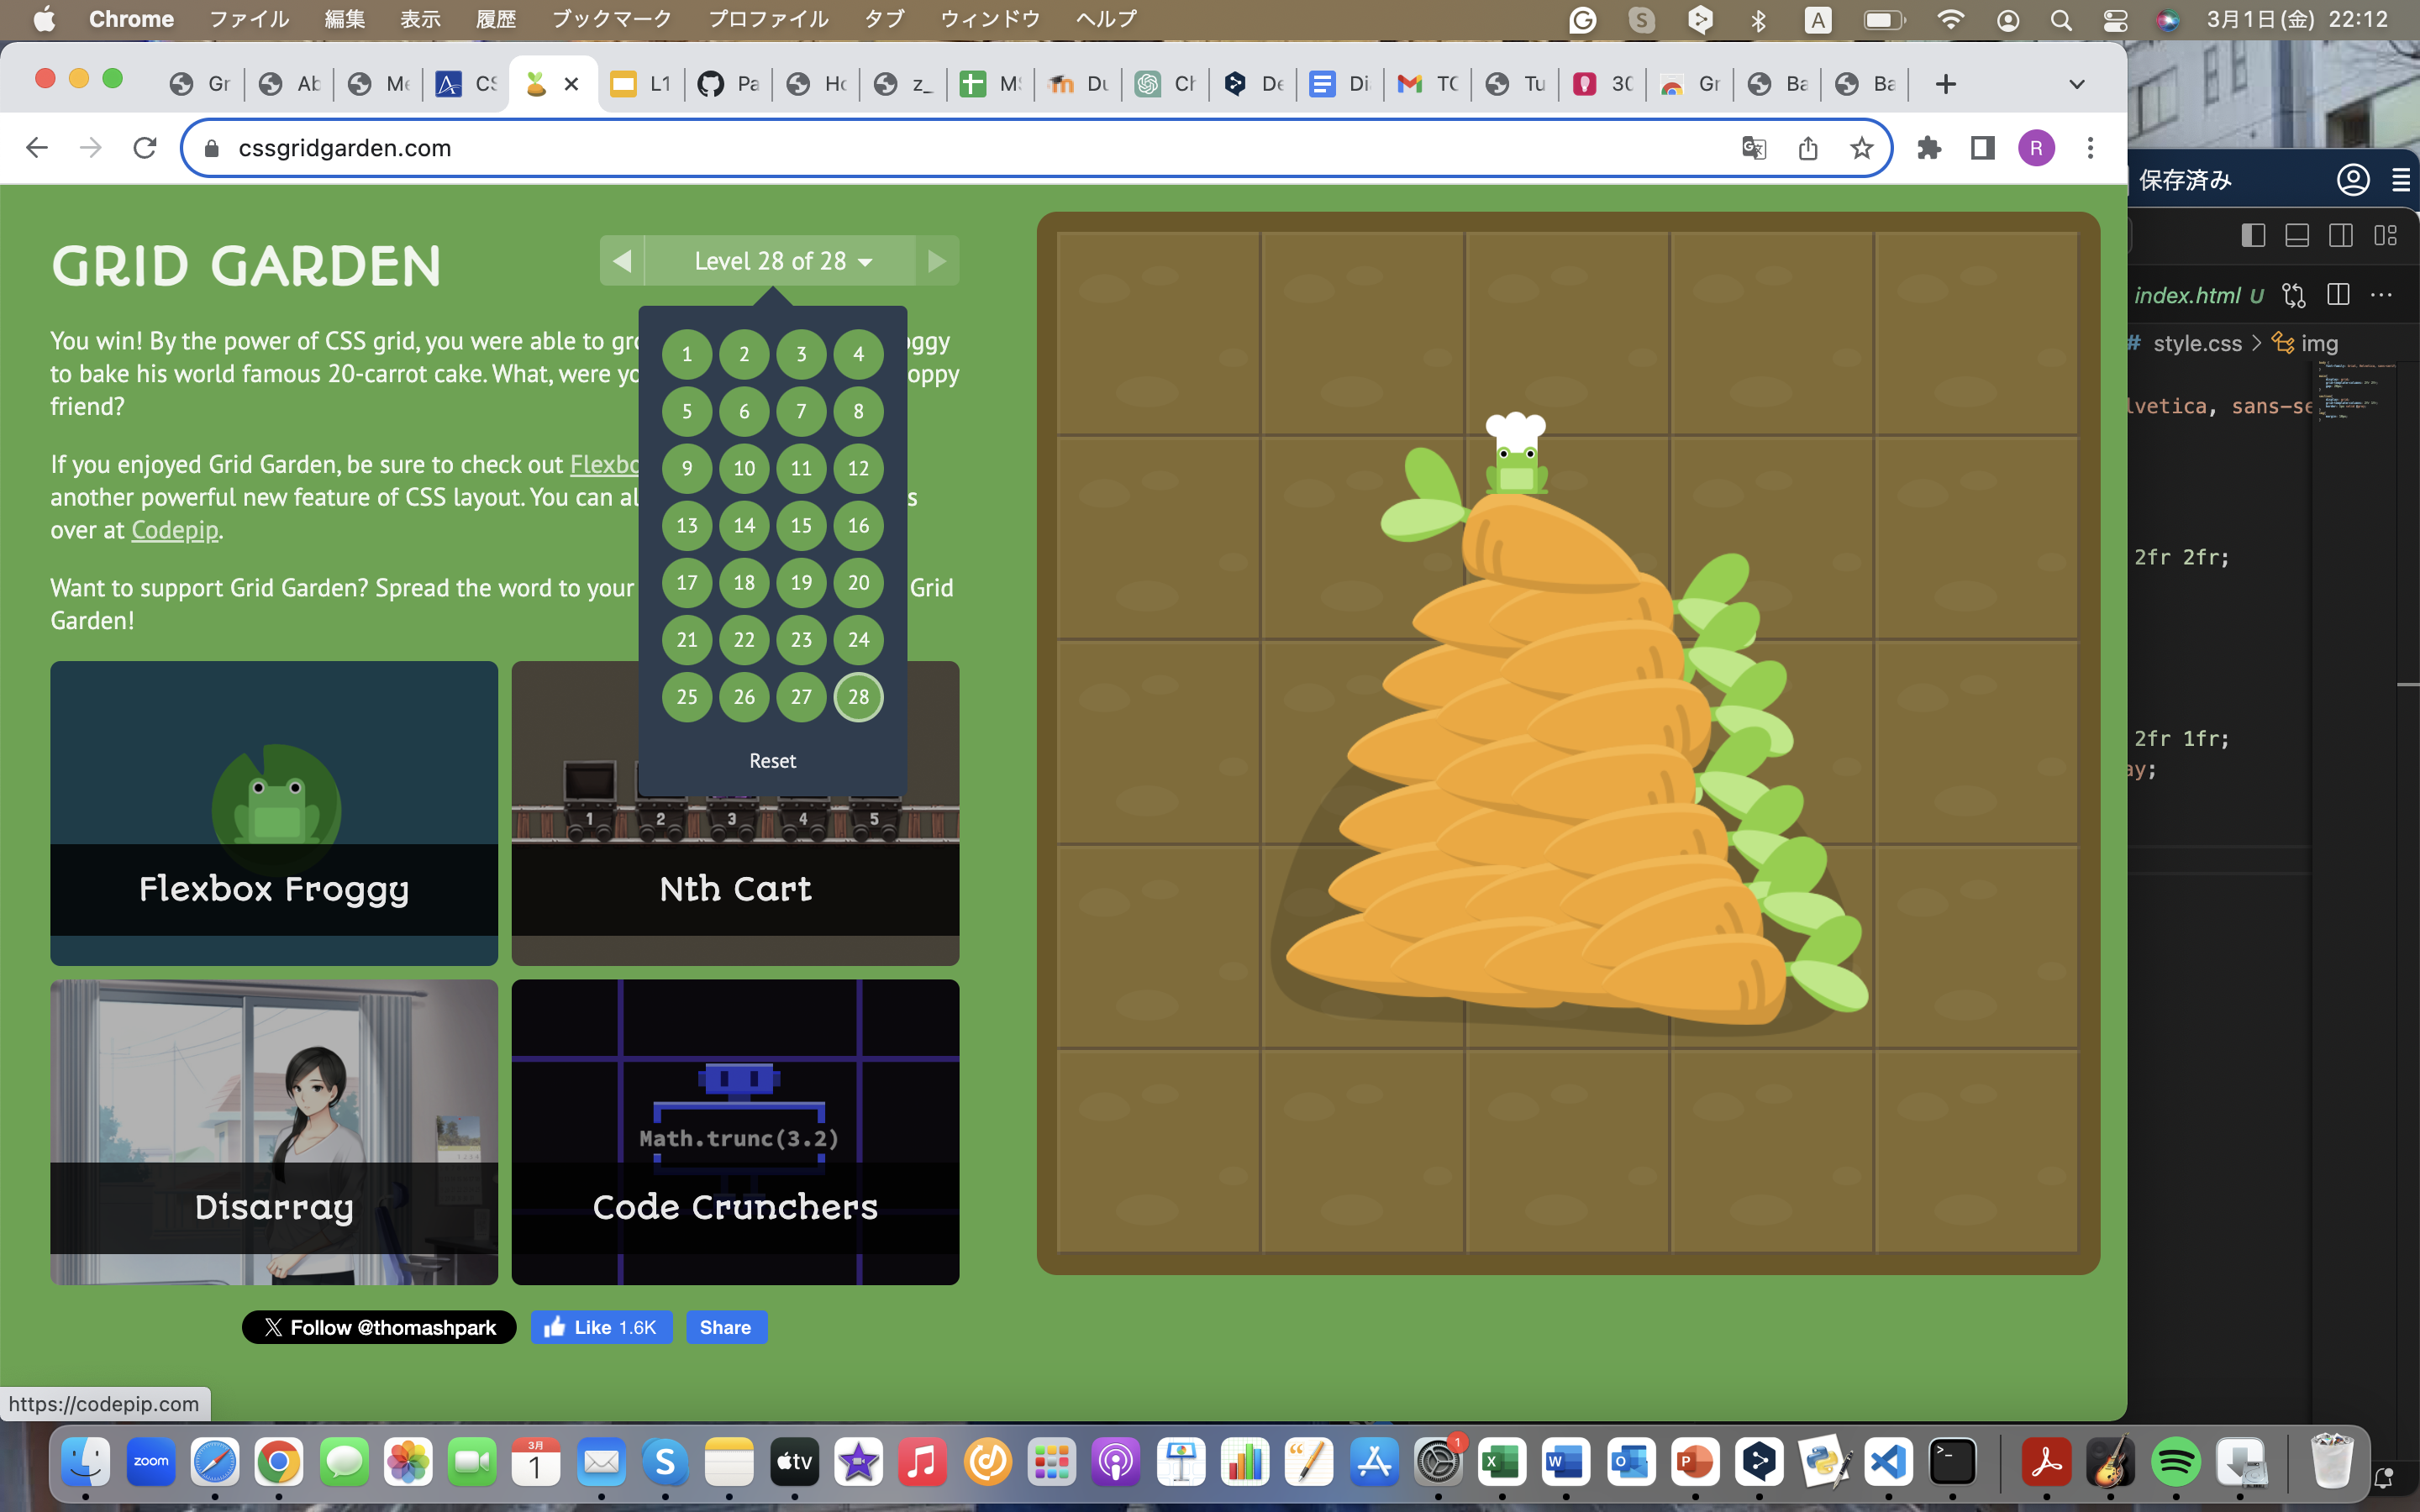 Chrome ファイル 編集 表示 履歴 ブックマーク プロファイル タブ ウィンドウ ヘルプ A 3月1日(金) 22:12
Gr Ab Me CS L1 Pa Ho z_ MS Du Ch De Di TO Tu 30 Gr Ba Ba
cssgridgarden.com R
保存済み
GRID GARDEN
Level 28 of 28
You win! By the power of CSS grid, you were able to gro oggy
to bake his world famous 20-carrot cake. What, were yo oppy
friend?
If you enjoyed Grid Garden, be sure to check out Flexbo
another powerful new feature of CSS layout. You can al s
over at Codepip.
Want to support Grid Garden? Spread the word to your Grid
Garden!
1 2 3 4
5 6 7 8
9 10 11 12
13 14 15 16
17 18 19 20
21 22 23 24
25 26 27 28
Reset
1 2 3 4 5
Flexbox Froggy
Nth Cart
Math.trunc(3.2)
Disarray
Code Crunchers
Follow @thomashpark
Like 1.6K
Share
https://codepip.com
index.html U
# style.css > img
lvetica, sans-se
2fr 2fr;
2fr 1fr;
ay;
zoom
3月
1
S
tv
1
X
W
O
P
>_